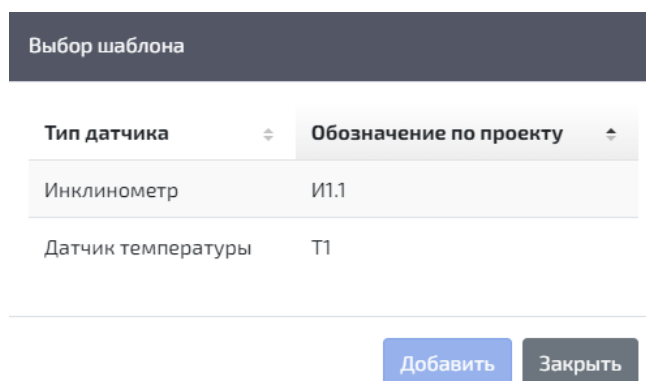 Выбор шаблона
Тип датчика Обозначение по проекту
Инклинометр И1.1
Датчик температуры Т1
Добавить Закрыть